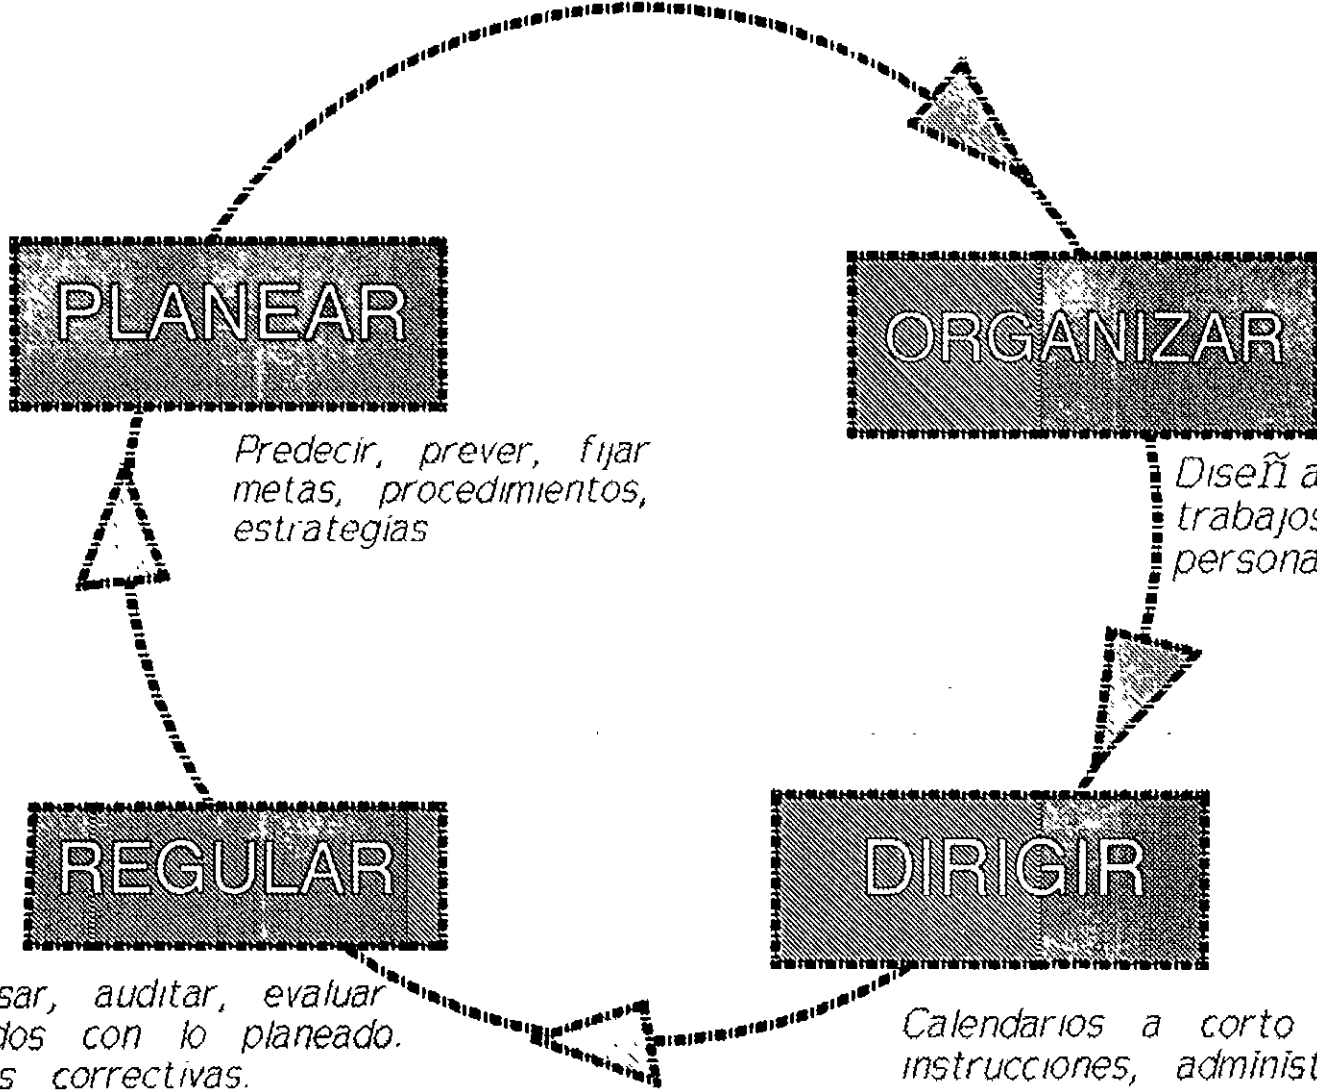 PLANEAR
Predecir, prever, fijar
metas, procedimientos,
estrategias
ORGANIZAR
Diseña
trabajos
persona
REGULAR
sar, auditar, evaluar
dos con lo planeado.
s correctivas.
DIRIGIR
Calendarios a corto
instrucciones, administ